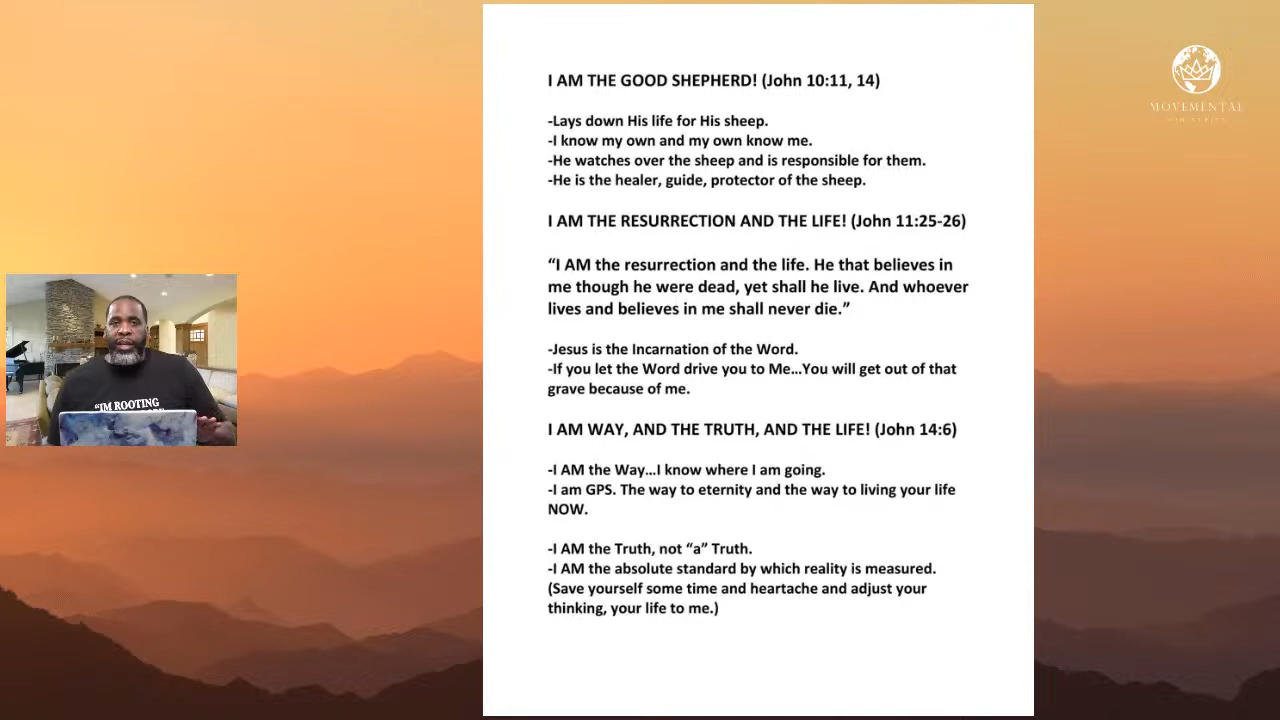 I AM THE GOOD SHEPHERD! (John 10:11, 14)
-Lays down His life for His sheep.
-I know my own and my own know me.
-He watches over the sheep and is responsible for them.
-He is the healer, guide, protector of the sheep.
I AM THE RESURRECTION AND THE LIFE! (John 11:25-26)
“I AM the resurrection and the life. He that believes in
me though he were dead, yet shall he live. And whoever
lives and believes in me shall never die.”
-Jesus is the Incarnation of the Word.
-If you let the Word drive you to Me…You will get out of that
grave because of me.
I AM WAY, AND THE TRUTH, AND THE LIFE! (John 14:6)
-I AM the Way…I know where I am going.
-I am GPS. The way to eternity and the way to living your life
NOW.
-I AM the Truth, not “a” Truth.
-I AM the absolute standard by which reality is measured.
(Save yourself some time and heartache and adjust your
thinking, your life to me.)
MOVEMENTAL
“IM ROOTING